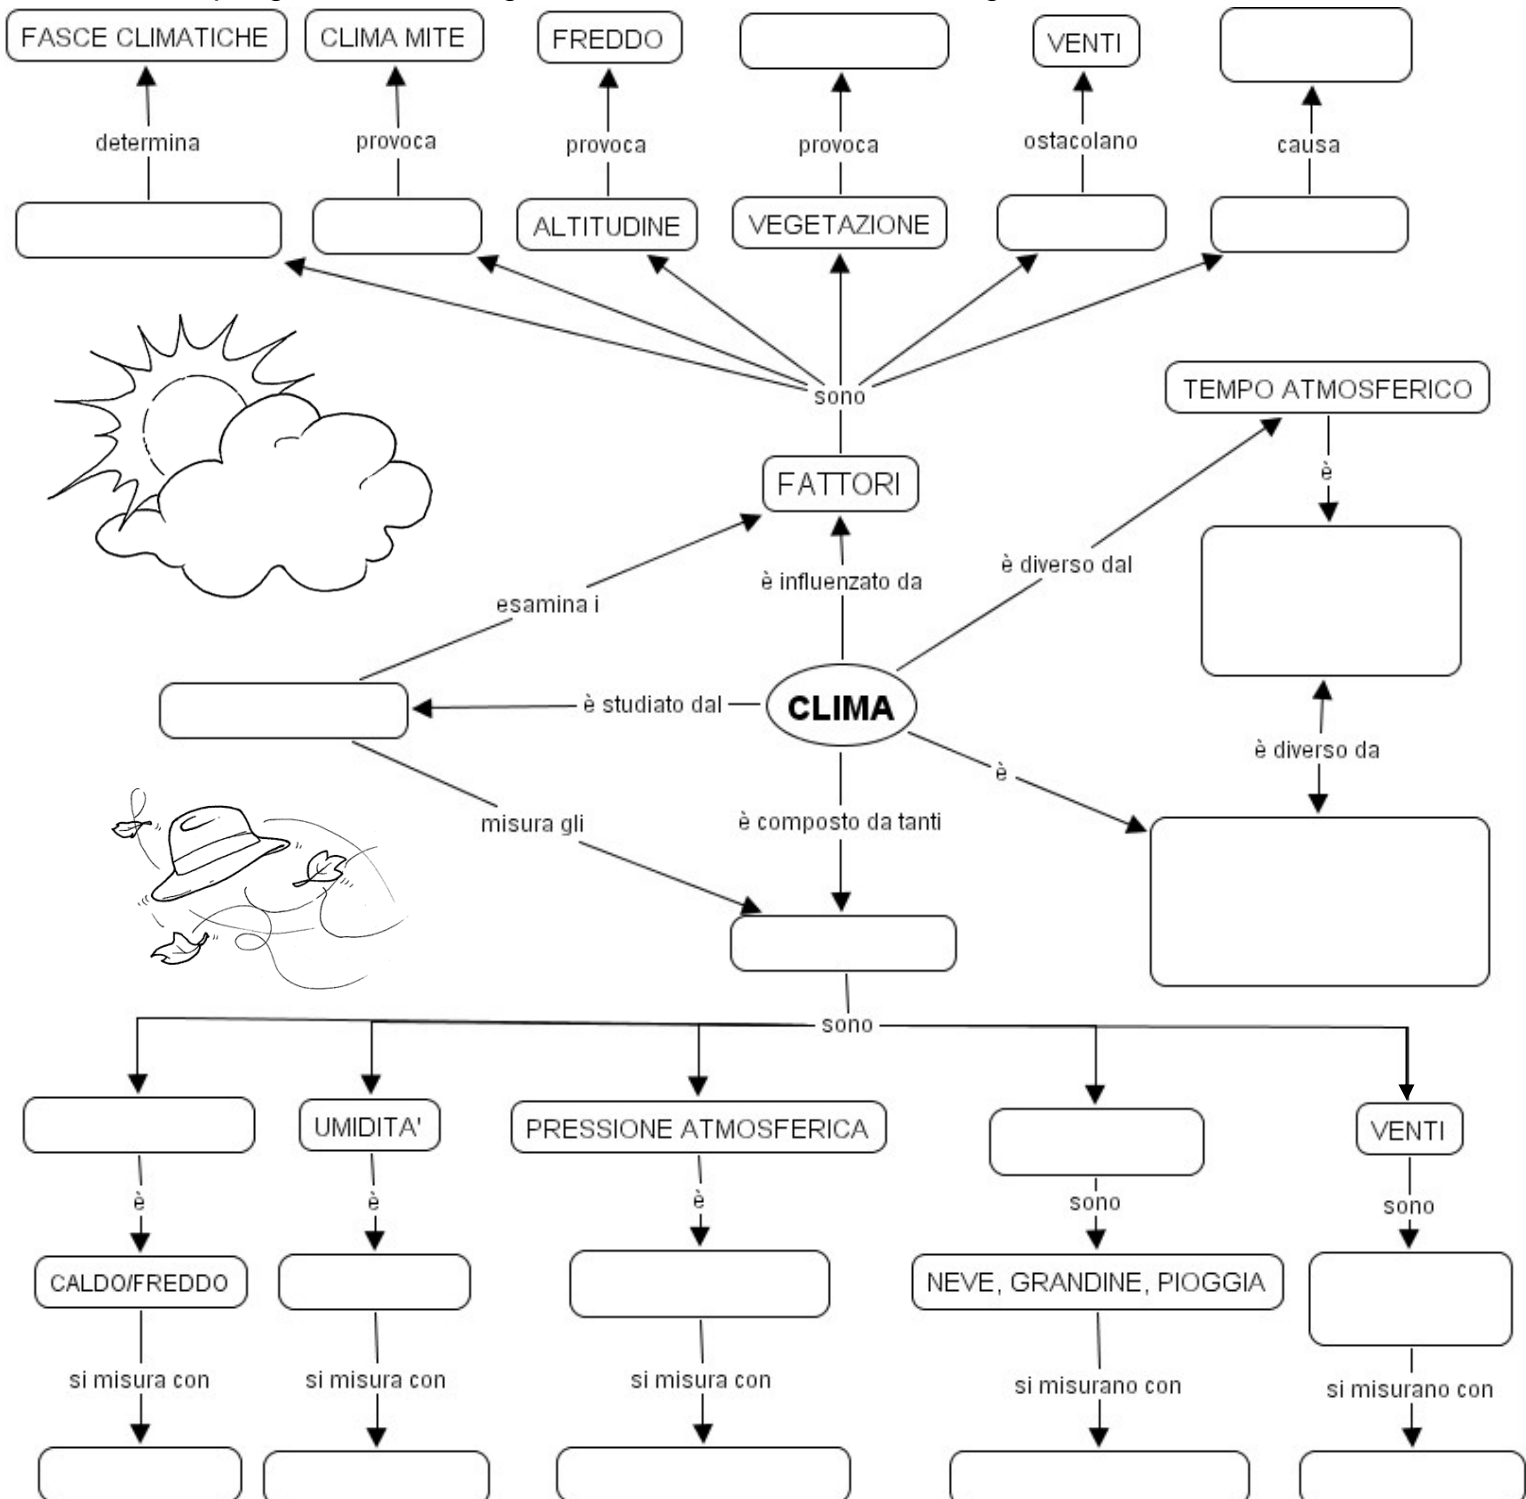 FASCE CLIMATICHE
CLIMA MITE
FREDDO
VENTI
determina
provoca
provoca
provoca
ostacolano
causa
ALTITUDINE
VEGETAZIONE
sono
TEMPO ATMOSFERICO
è
FATTORI
è diverso dal
è influenzato da
esamina i
è studiato dal
CLIMA
è diverso da
è
misura gli
è composto da tanti
sono
UMIDITA'
PRESSIONE ATMOSFERICA
VENTI
è
è
è
sono
sono
CALDO/FREDDO
NEVE, GRANDINE, PIOGGIA
si misura con
si misura con
si misura con
si misurano con
si misurano con